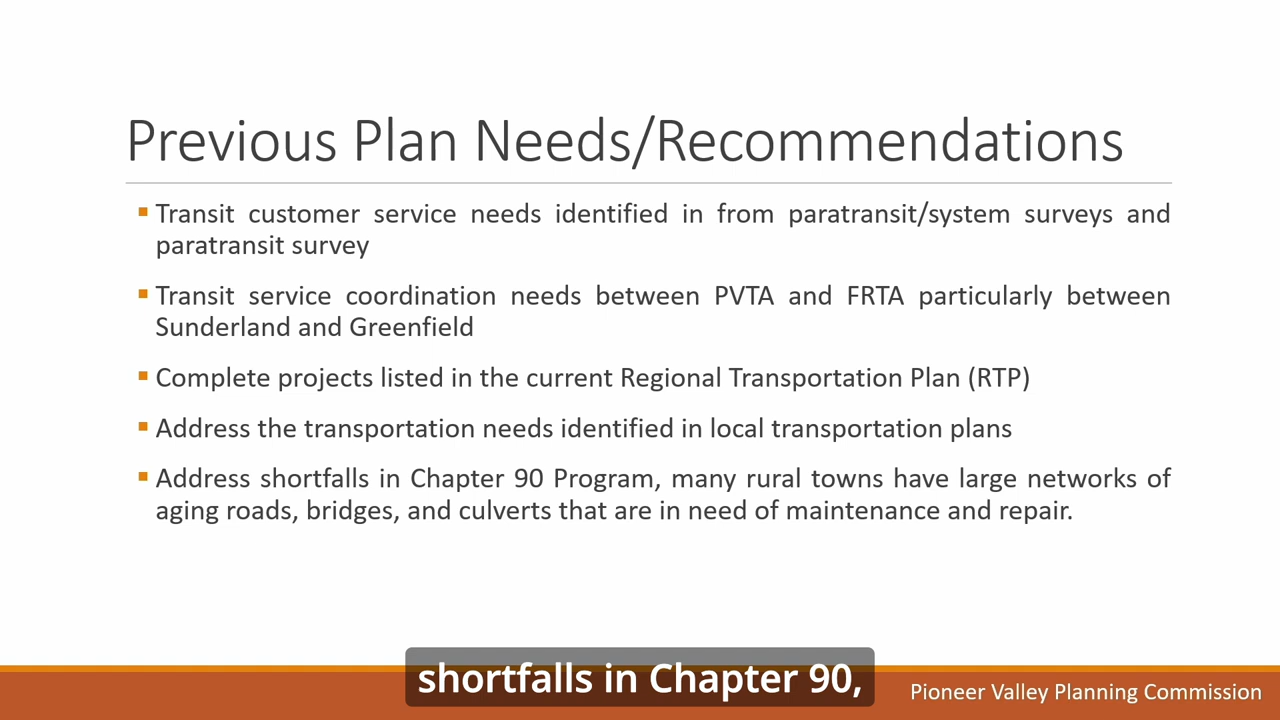 Previous Plan Needs/Recommendations
Transit customer service needs identified in from paratransit/system surveys and
paratransit survey
Transit service coordination needs between PVTA and FRTA particularly between
Sunderland and Greenfield
Complete projects listed in the current Regional Transportation Plan (RTP)
Address the transportation needs identified in local transportation plans
Address shortfalls in Chapter 90 Program, many rural towns have large networks of
aging roads, bridges, and culverts that are in need of maintenance and repair.
shortfalls in Chapter 90,
Pioneer Valley Planning Commission